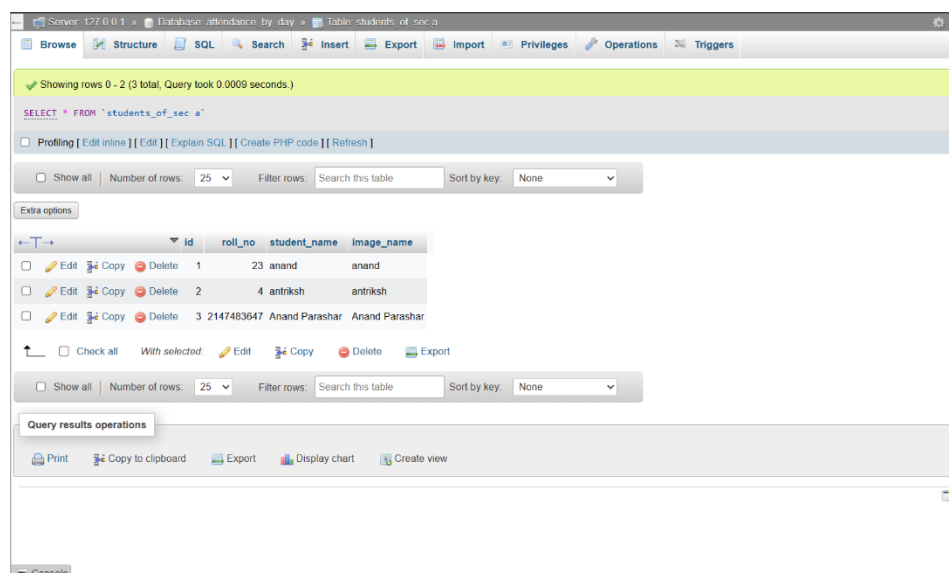 Server: 127.0.0.1 » Database: attendance_by_day » Table: students_of_sec a
Browse Structure SQL Search Insert Export Import Privileges Operations Triggers
Showing rows 0 - 2 (3 total, Query took 0.0009 seconds.)
SELECT * FROM `students_of_sec a`
Profiling [ Edit inline ] [ Edit ] [ Explain SQL ] [ Create PHP code ] [ Refresh ]
Show all | Number of rows: 25 Filter rows: Search this table Sort by key: None
Extra options
←T→ id roll_no student_name image_name
Edit Copy Delete 1 23 anand anand
Edit Copy Delete 2 4 antriksh antriksh
Edit Copy Delete 3 2147483647 Anand Parashar Anand Parashar
Check all With selected: Edit Copy Delete Export
Show all | Number of rows: 25 Filter rows: Search this table Sort by key: None
Query results operations
Print Copy to clipboard Export Display chart Create view
Console